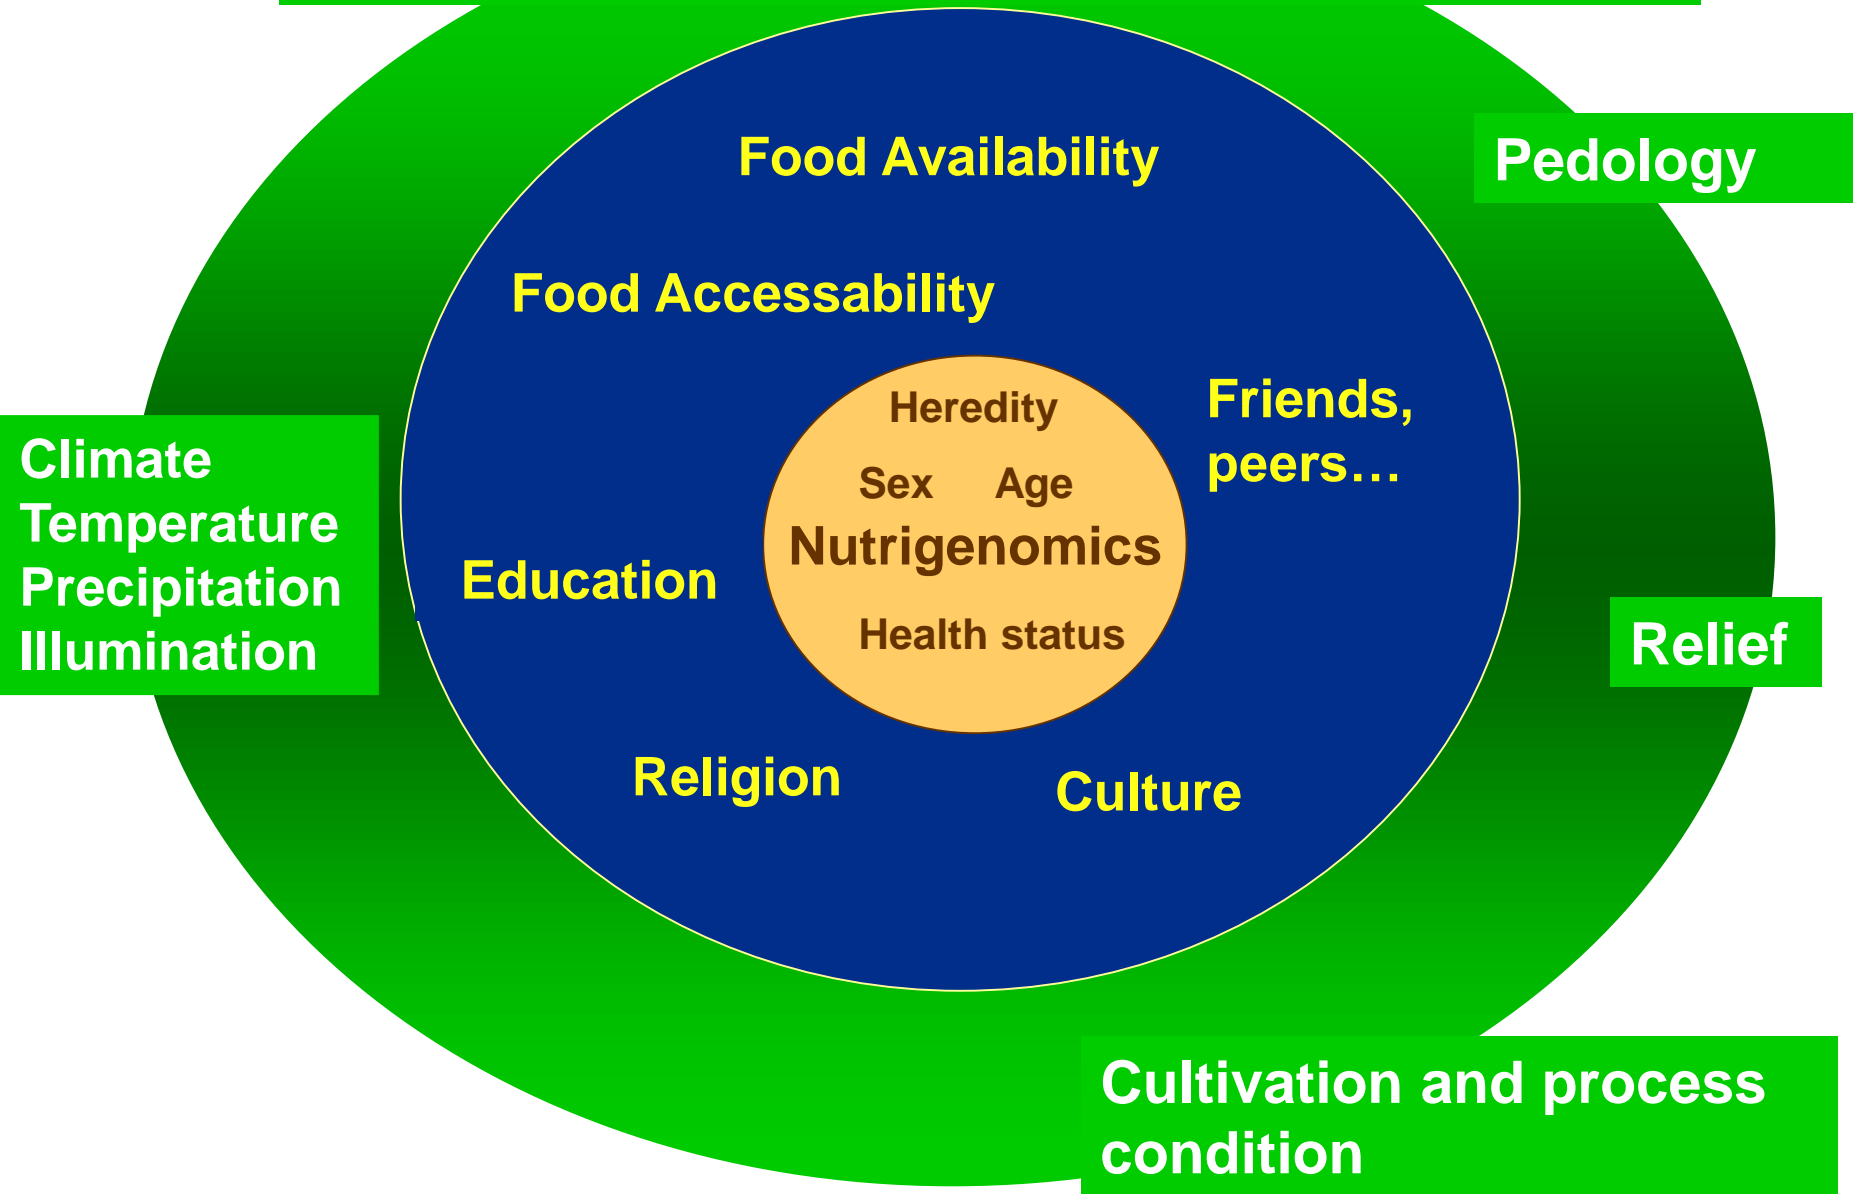 Food Availability
Pedology
Food Accessability
Friends,
peers…
Heredity
Sex Age
Nutrigenomics
Health status
Climate
Temperature
Precipitation
Illumination
Education
Relief
Religion
Culture
Cultivation and process
condition